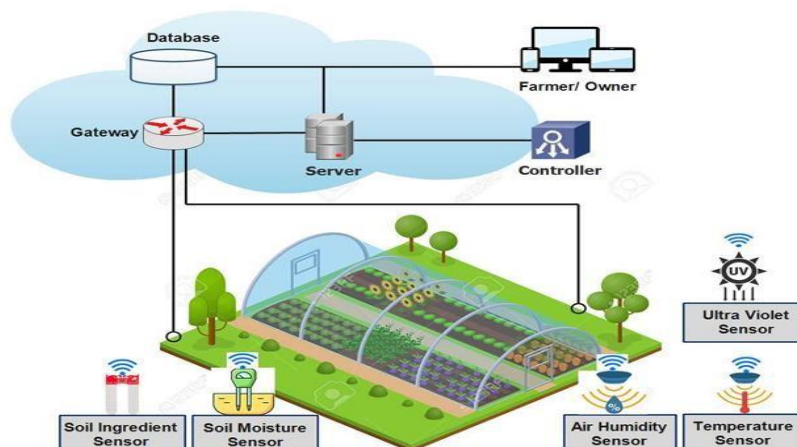 Database
Farmer/ Owner
Gateway
Server
Controller
UV
Ultra Violet
Sensor
%
Soil Ingredient
Sensor
Soil Moisture
Sensor
Air Humidity
Sensor
Temperature
Sensor